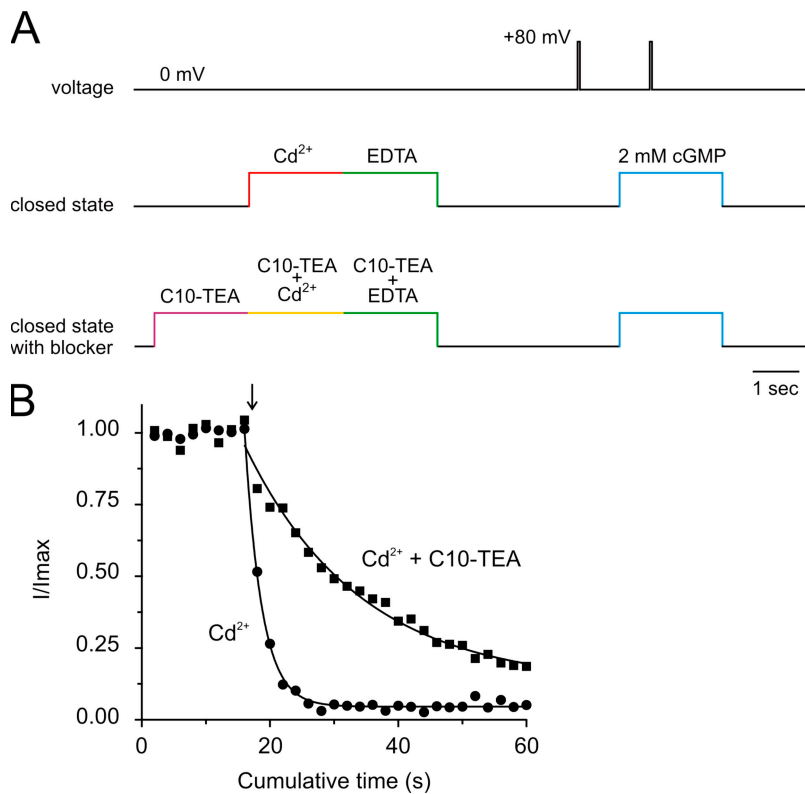 A
+80 mV
0 mV
voltage
Cd²⁺ EDTA 2 mM cGMP
closed state
C10-TEA C10-TEA
+ +
C10-TEA Cd²⁺ EDTA
closed state
with blocker
1 sec
B
1.00
0.75
0.50
0.25
0.00
I/Imax
Cd²⁺ + C10-TEA
Cd²⁺
0 20 40 60
Cumulative time (s)